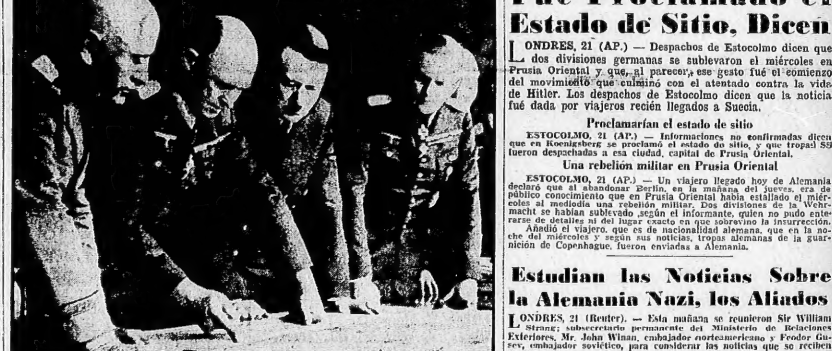 Fue Proclamado el
Estado de Sitio, Dicen
LONDRES, 21 (AP.) — Despachos de Estocolmo dicen que
dos divisiones germanas se sublevaron el miércoles en
Prusia Oriental y que, al parecer, ese gesto fué el comienzo
del movimiento que culminó con el atentado contra la vida
de Hitler. Los despachos de Estocolmo dicen que la noticia
fué dada por viajeros recién llegados a Suecia.
Proclamarían el estado de sitio
ESTOCOLMO, 21 (AP.) — Informaciones no confirmadas dicen
que en Koenigsberg se proclamó el estado de sitio, y que tropas SS
fueron despachadas a esa ciudad, capital de Prusia Oriental.
Una rebelión militar en Prusia Oriental
ESTOCOLMO, 21 (AP.) — Un viajero llegado hoy de Alemania
declaró que al abandonar Berlín, en la mañana del jueves, era de
público conocimiento que en Prusia Oriental había estallado el miér-
coles al mediodía una rebelión militar. Dos divisiones de la Wehr-
macht se habían sublevado ,según el informante, quien no pudo ente-
rarse de detalles ni del lugar exacto en que sobrevino la insurrección.
Añadió el viajero, que es de nacionalidad alemana, que en la no-
che del miércoles y según sus noticias, tropas alemanas de la guar-
nición de Copenhague, fueron enviadas a Alemania.
Estudian las Noticias Sobre
la Alemania Nazi, los Aliados
LONDRES, 21 (Reuter). — Esta mañana se reunieron Sir William
Strang; subsecretario permanente del Ministerio de Relaciones
Exteriores, Mr. John Winan, embajador norteamericano y Feodor Gu-
sev, embajador soviético, para considerar las noticias que se reciben